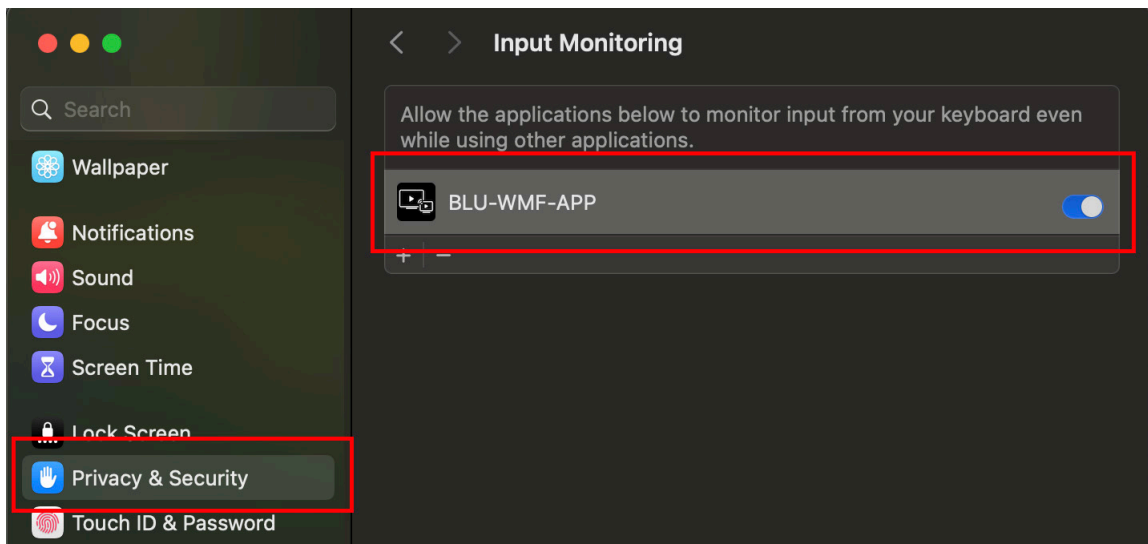 Input Monitoring
Search
Allow the applications below to monitor input from your keyboard even
while using other applications.
Wallpaper
BLU-WMF-APP
Notifications
+ −
Sound
Focus
Screen Time
Lock Screen
Privacy & Security
Touch ID & Password